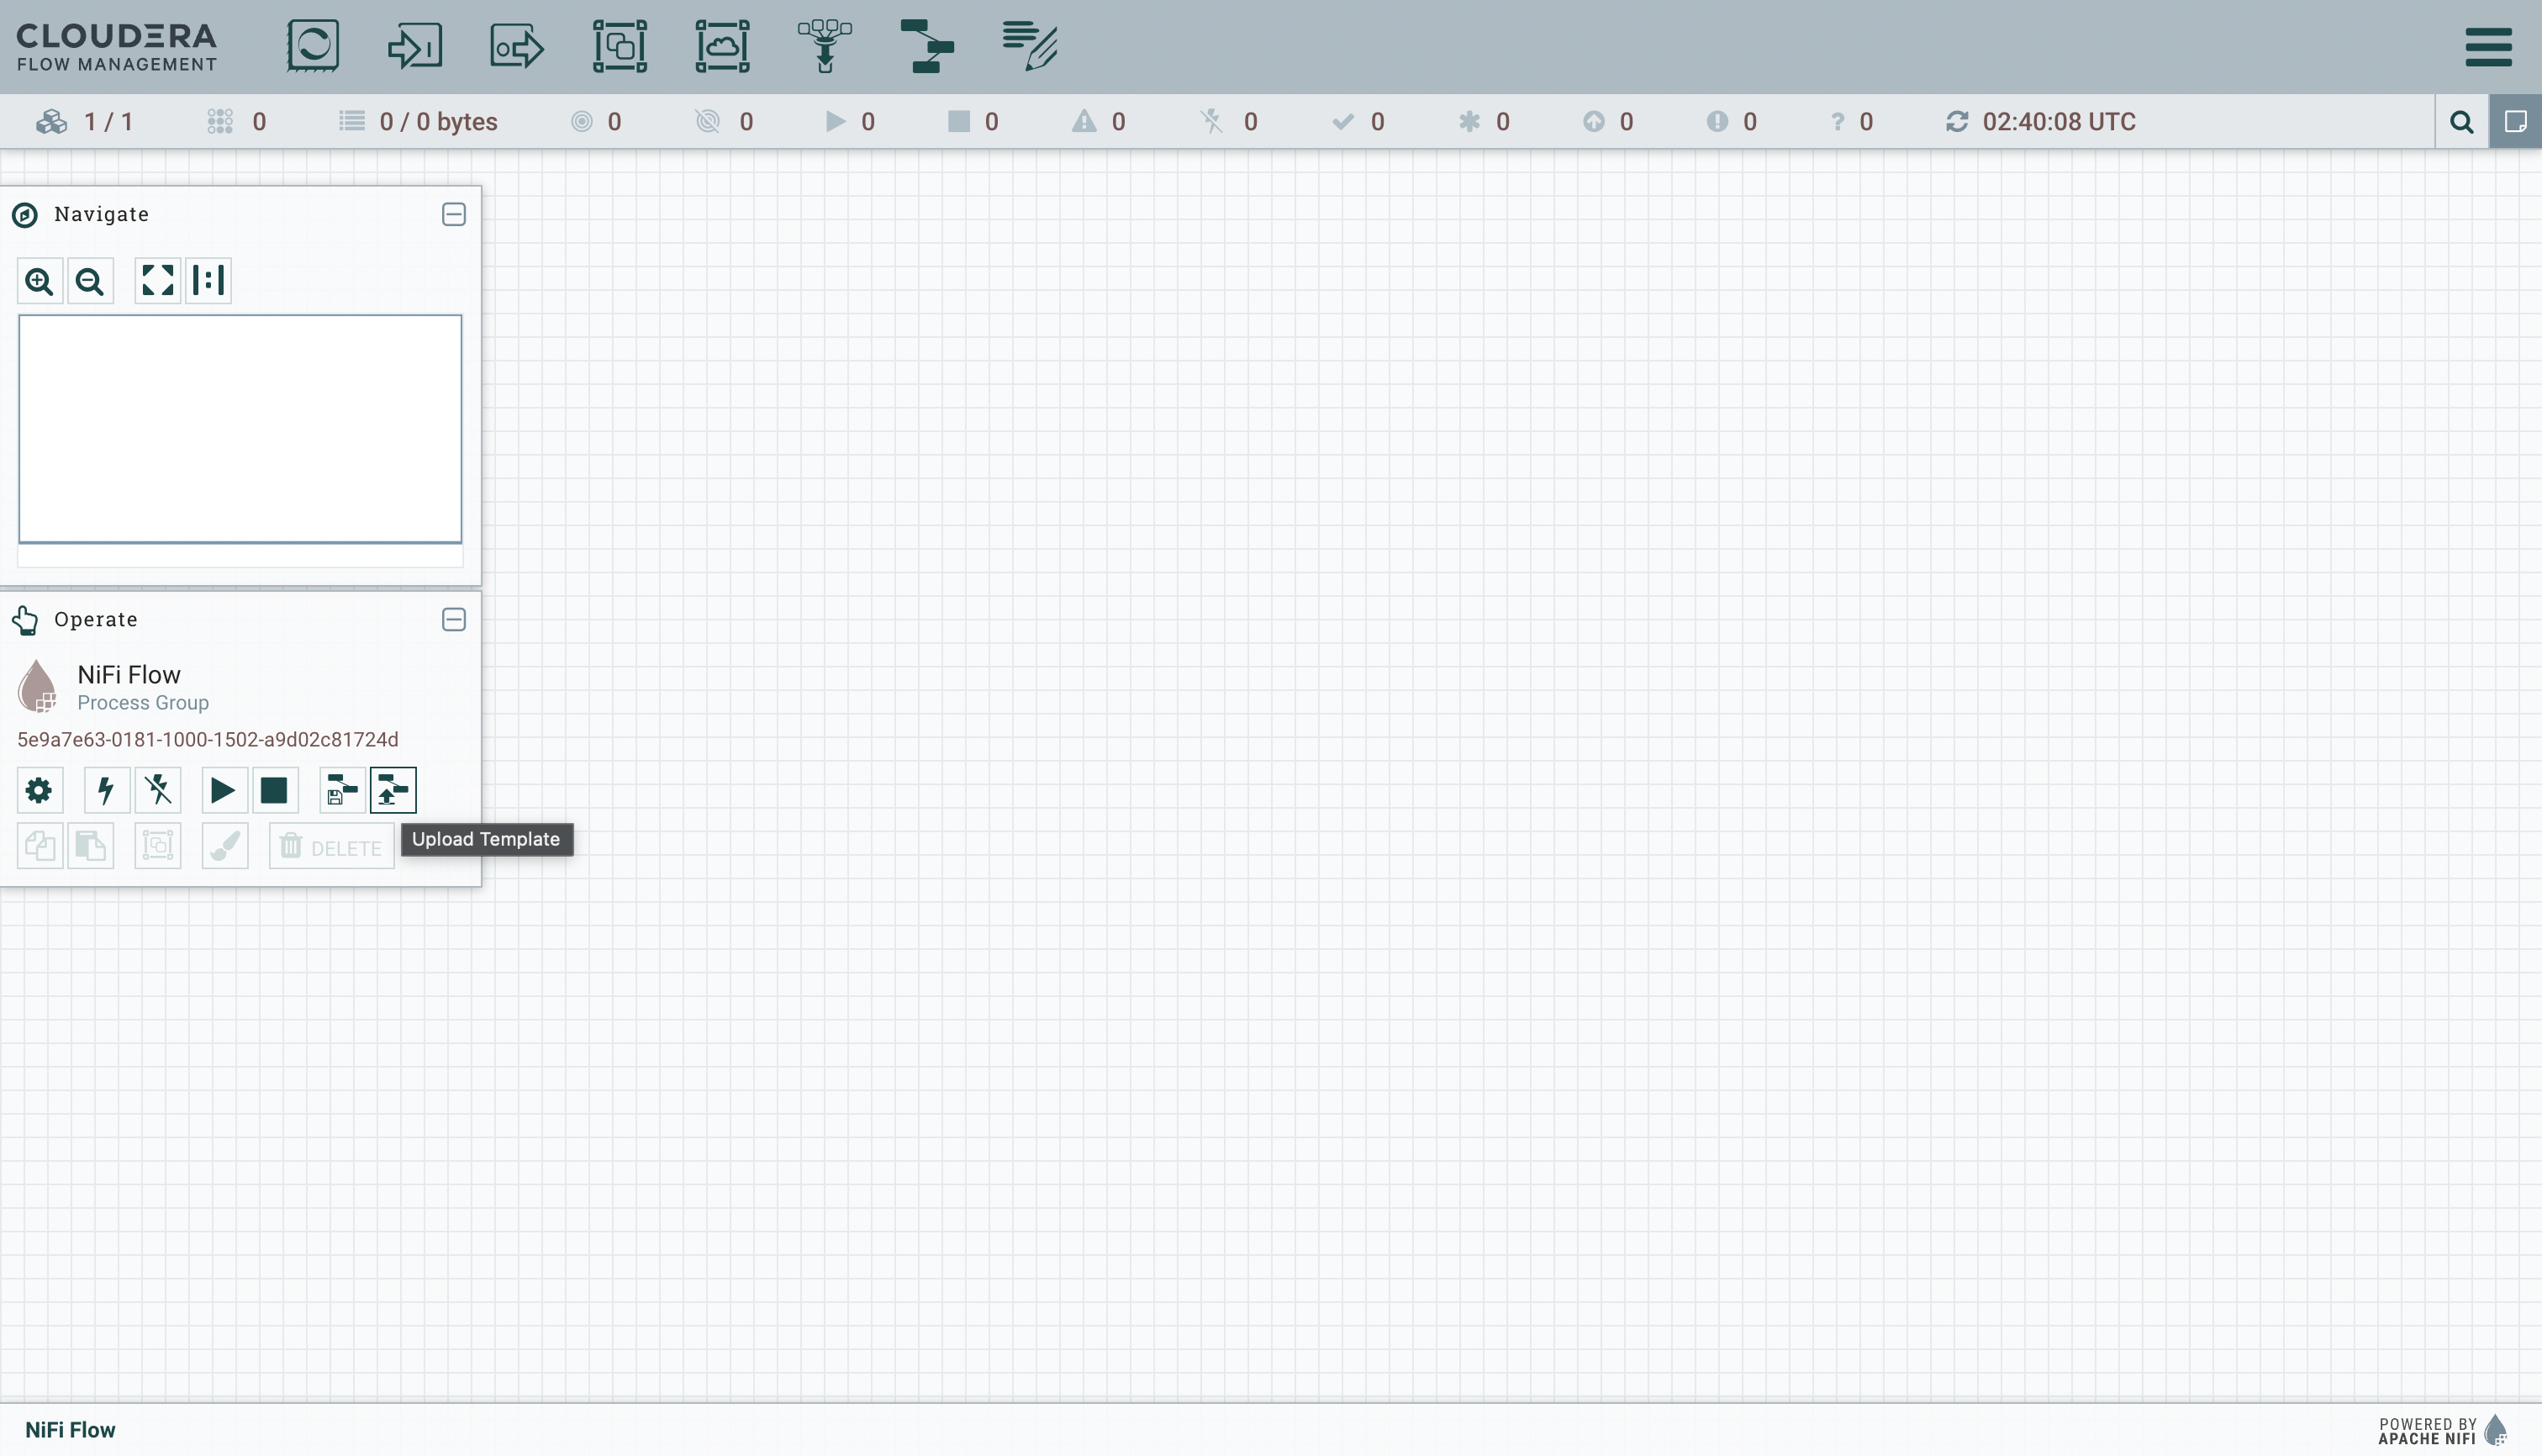 CLOUDERA
FLOW MANAGEMENT
1 / 1
0
0 / 0 bytes
0
0
0
0
0
0
0
0
0
0
? 0
02:40:08 UTC
Navigate
Operate
NiFi Flow
Process Group
5e9a7e63-0181-1000-1502-a9d02c81724d
DELETE
Upload Template
NiFi Flow
POWERED BY
APACHE NIFI